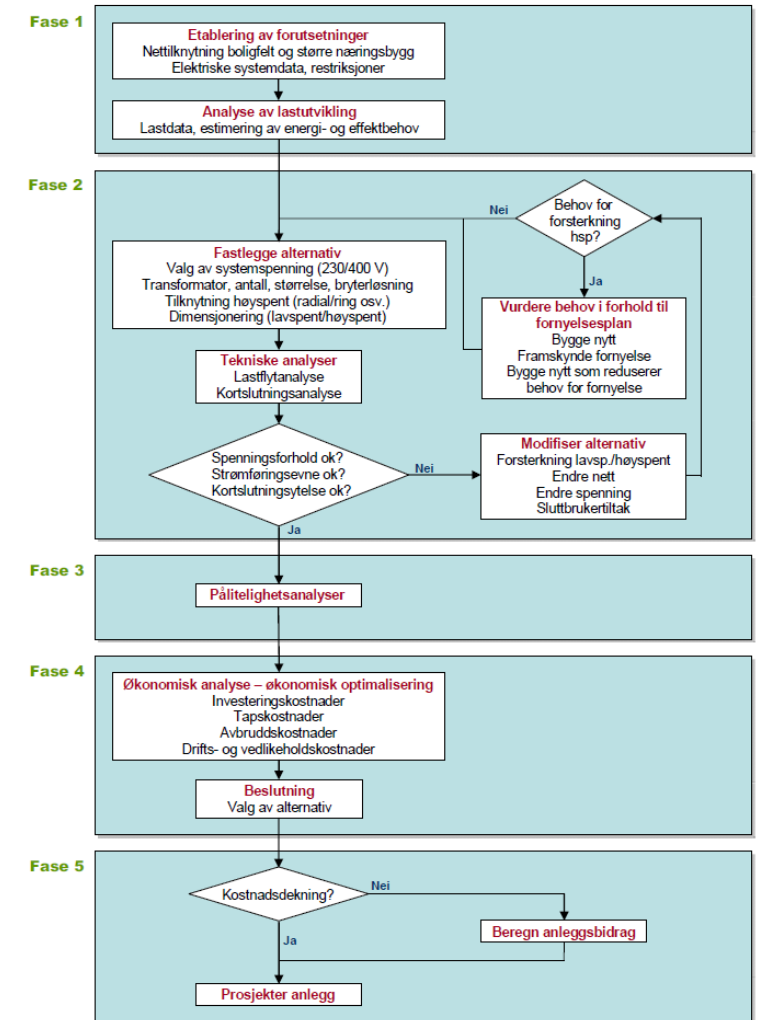 Fase 1
Etablering av forutsetninger
Nettilknytning boligfelt og større næringsbygg
Elektriske systemdata, restriksjoner
Analyse av lastutvikling
Lastdata, estimering av energi- og effektbehov
Fase 2
Behov for
forsterkning
hsp?
Nei
Ja
Fastlegge alternativ
Valg av systemspenning (230/400 V)
Transformator, antall, størrelse, bryterløsning
Tilknytning høyspent (radial/ring osv.)
Dimensjonering (lavspent/høyspent)
Vurdere behov i forhold til
fornyelsesplan
Bygge nytt
Framskynde fornyelse
Bygge nytt som reduserer
behov for fornyelse
Tekniske analyser
Lastflytanalyse
Kortslutningsanalyse
Spenningsforhold ok?
Strømføringsevne ok?
Kortslutningsytelse ok?
Nei
Ja
Modifiser alternativ
Forsterkning lavsp./høyspent
Endre nett
Endre spenning
Sluttbrukertiltak
Fase 3
Pålitelighetsanalyser
Fase 4
Økonomisk analyse – økonomisk optimalisering
Investeringskostnader
Tapskostnader
Avbruddskostnader
Drifts- og vedlikeholdskostnader
Beslutning
Valg av alternativ
Fase 5
Kostnadsdekning?
Nei
Ja
Beregn anleggsbidrag
Prosjekter anlegg